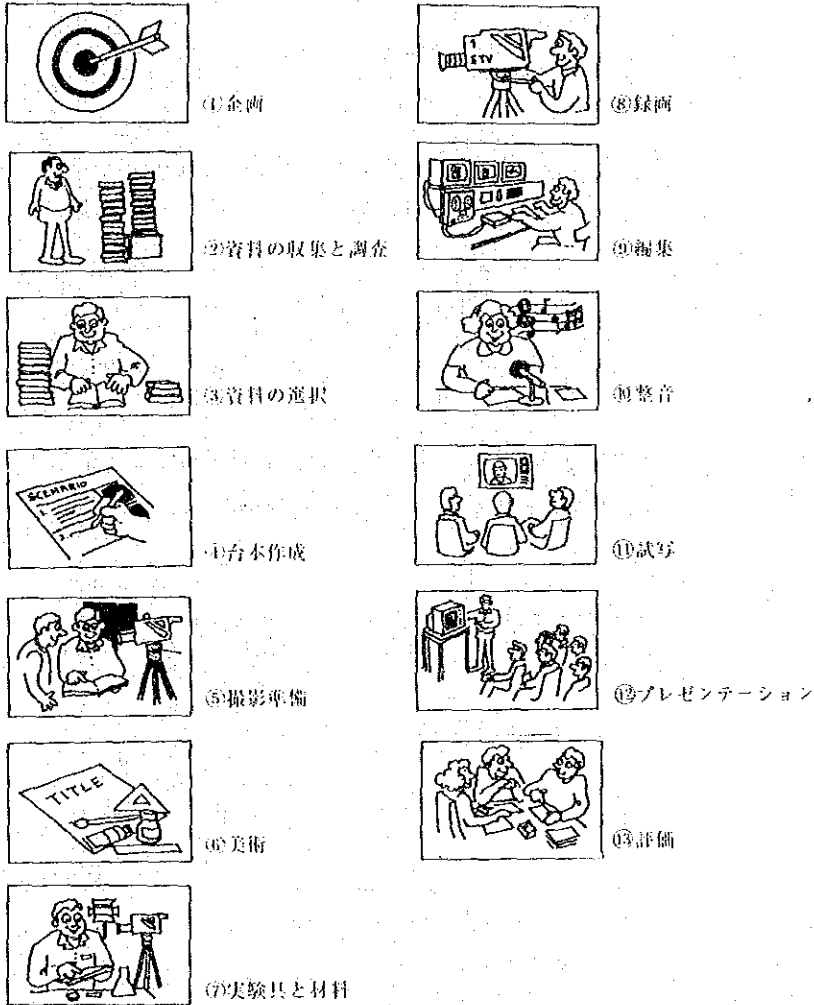 ①企画
②資料の収集と調査
③資料の選択
SCENARIO
1.
2.
④台本作成
⑤撮影準備
TITLE
⑥美術
⑦実験具と材料
1
STV
⑧録画
⑨編集
⑩整音
⑪試写
⑫プレゼンテーション
⑬評価